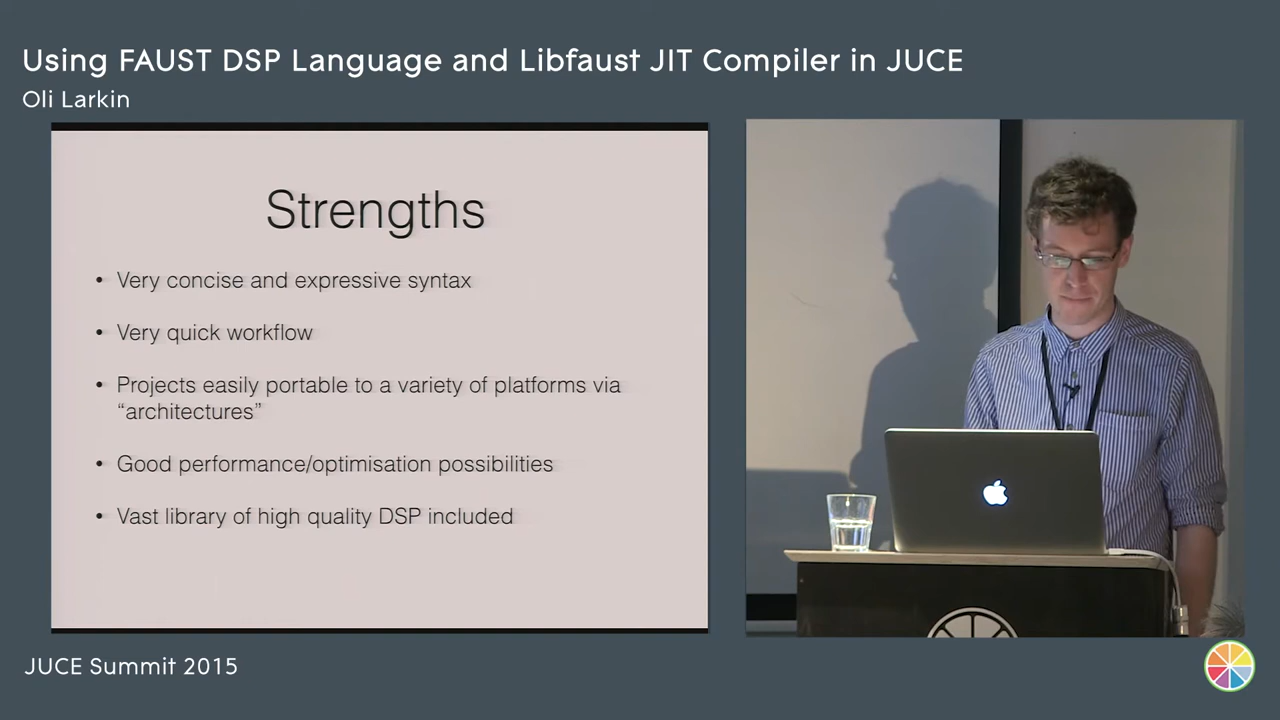 Using FAUST DSP Language and Libfaust JIT Compiler in JUCE
Oli Larkin
Strengths
• Very concise and expressive syntax
• Very quick workflow
• Projects easily portable to a variety of platforms via
“architectures”
• Good performance/optimisation possibilities
• Vast library of high quality DSP included
JUCE Summit 2015